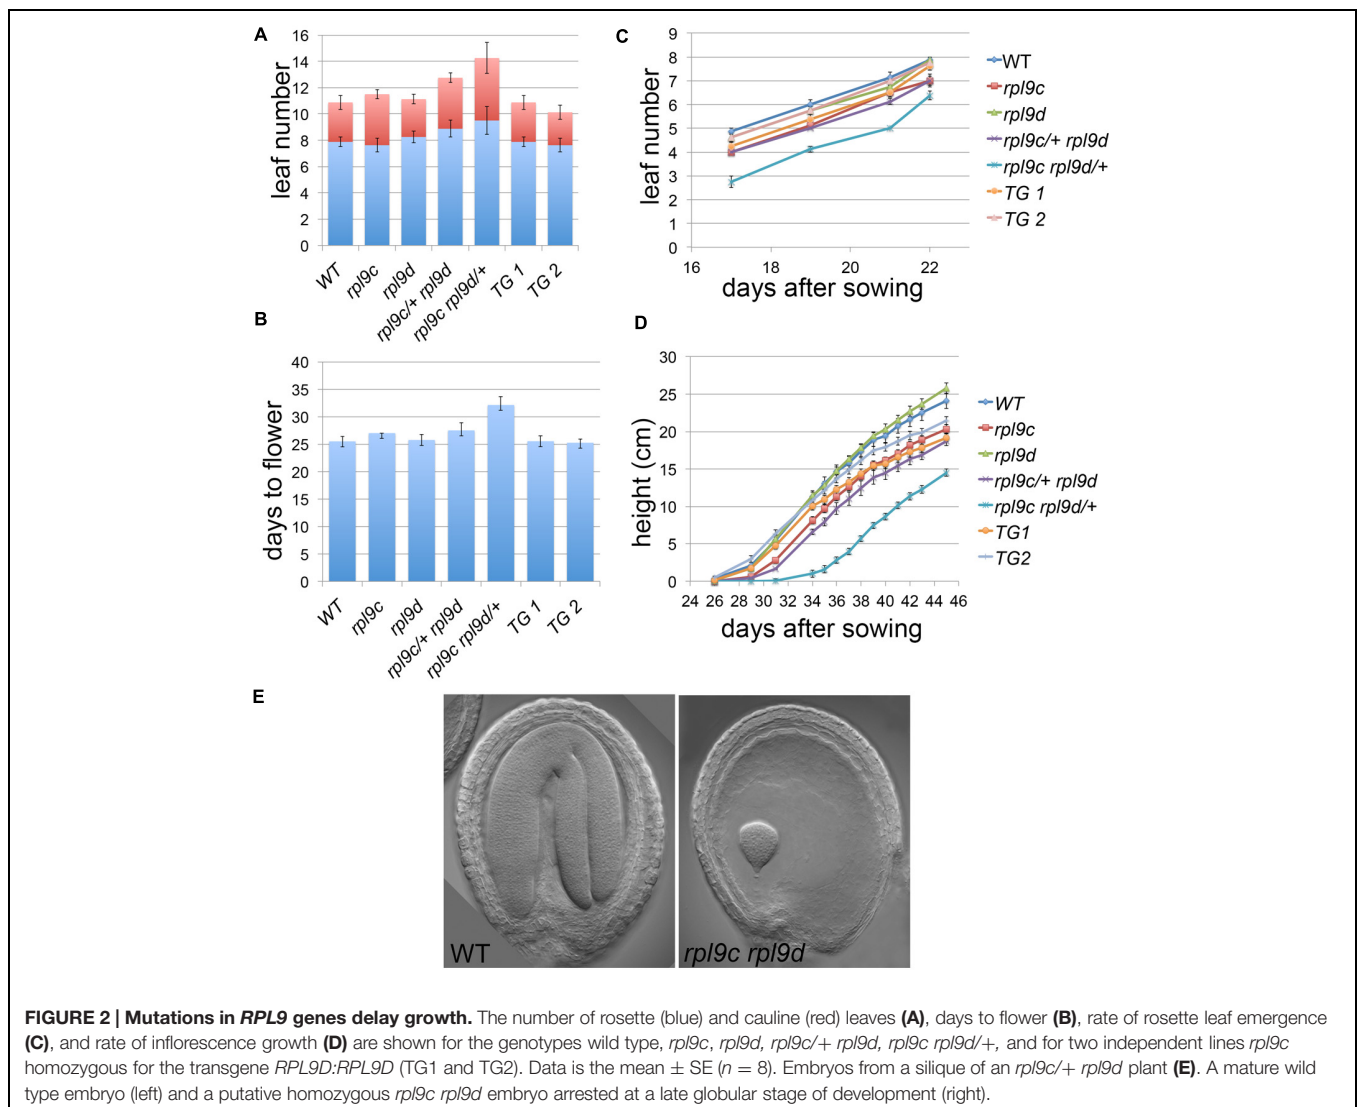 A
16
14
12
10
8
6
4
2
0
leaf number
WT
rpl9c
rpl9d
rpl9c/+ rpl9d
rpl9c rpl9d/+
TG 1
TG 2
C
9
8
7
6
5
4
3
2
1
0
leaf number
16 18 20 22
days after sowing
WT
rpl9c
rpl9d
rpl9c/+ rpl9d
rpl9c rpl9d/+
TG 1
TG 2
B
40
35
30
25
20
15
10
5
0
days to flower
WT
rpl9c
rpl9d
rpl9c/+ rpl9d
rpl9c rpl9d/+
TG 1
TG 2
D
30
25
20
15
10
5
0
height (cm)
24 26 28 30 32 34 36 38 40 42 44 46
days after sowing
WT
rpl9c
rpl9d
rpl9c/+ rpl9d
rpl9c rpl9d/+
TG1
TG2
E
WT
rpl9c rpl9d
FIGURE 2 | Mutations in RPL9 genes delay growth. The number of rosette (blue) and cauline (red) leaves (A), days to flower (B), rate of rosette leaf emergence
(C), and rate of inflorescence growth (D) are shown for the genotypes wild type, rpl9c, rpl9d, rpl9c/+ rpl9d, rpl9c rpl9d/+, and for two independent lines rpl9c
homozygous for the transgene RPL9D:RPL9D (TG1 and TG2). Data is the mean ± SE (n = 8). Embryos from a silique of an rpl9c/+ rpl9d plant (E). A mature wild
type embryo (left) and a putative homozygous rpl9c rpl9d embryo arrested at a late globular stage of development (right).